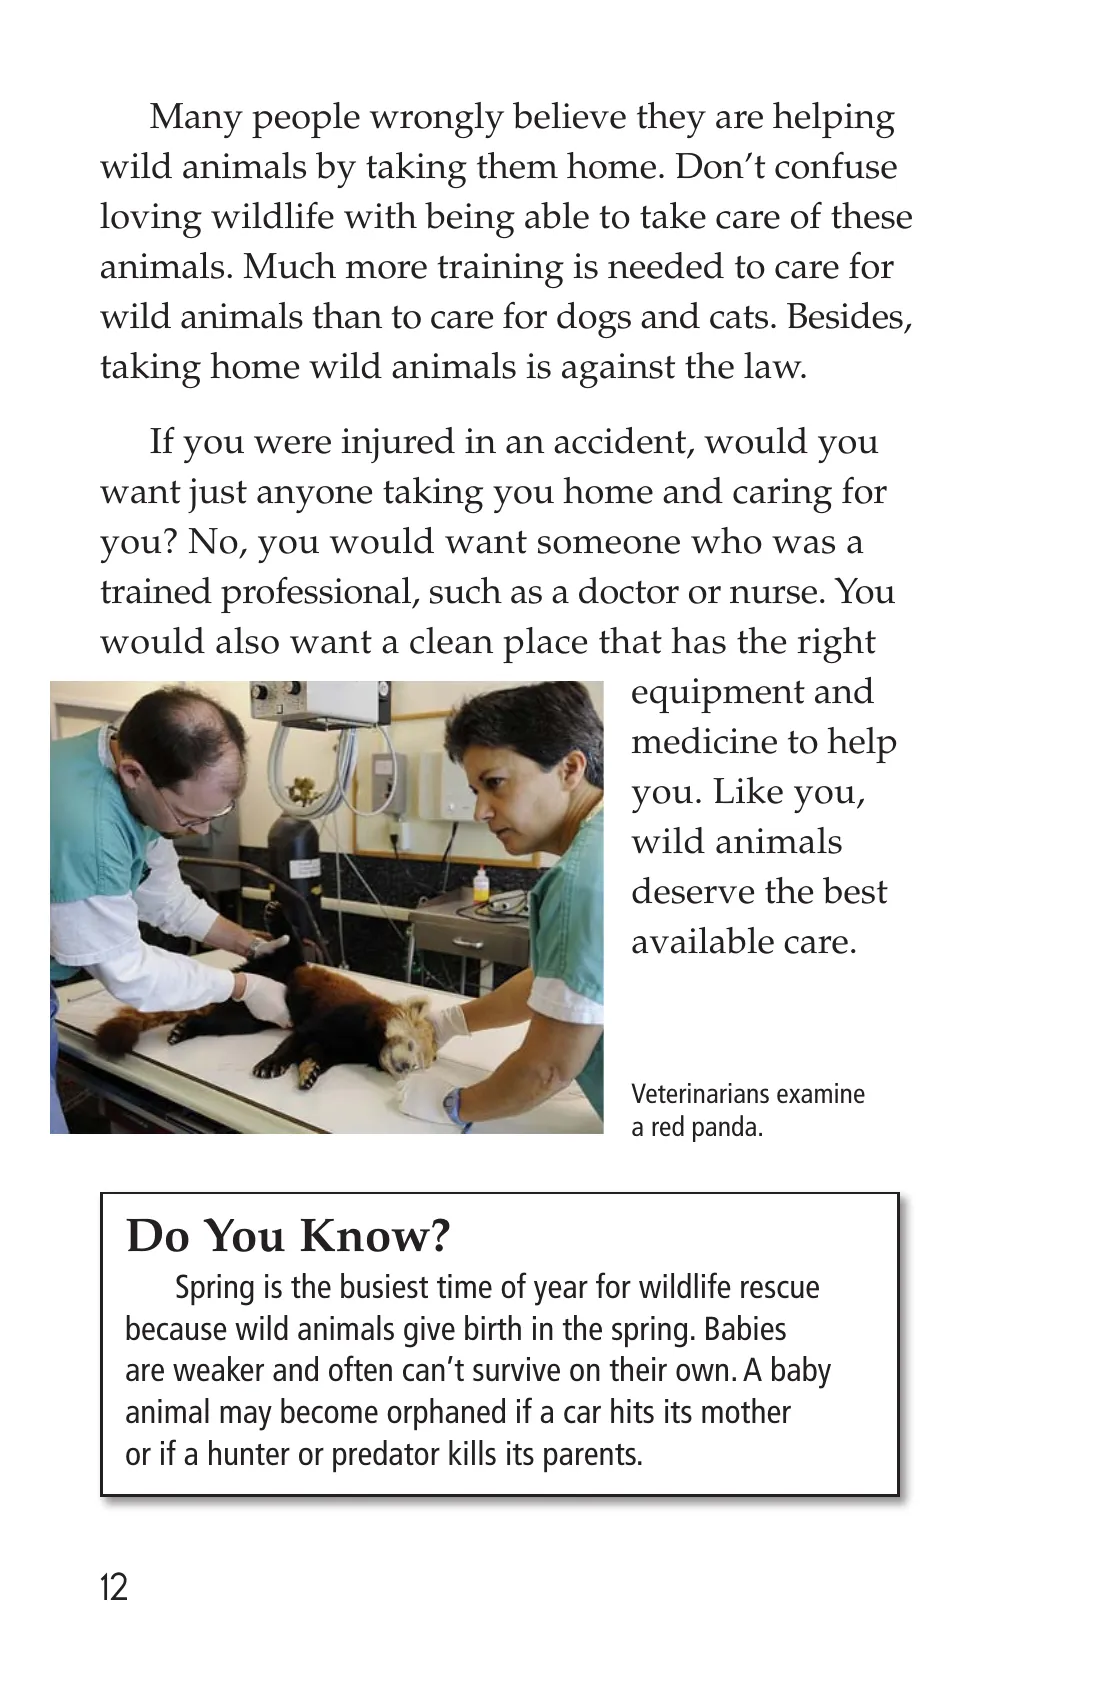 Many people wrongly believe they are helping
wild animals by taking them home. Don’t confuse
loving wildlife with being able to take care of these
animals. Much more training is needed to care for
wild animals than to care for dogs and cats. Besides,
taking home wild animals is against the law.
If you were injured in an accident, would you
want just anyone taking you home and caring for
you? No, you would want someone who was a
trained professional, such as a doctor or nurse. You
would also want a clean place that has the right
equipment and
medicine to help
you. Like you,
wild animals
deserve the best
available care.
Veterinarians examine
a red panda.
Do You Know?
Spring is the busiest time of year for wildlife rescue
because wild animals give birth in the spring. Babies
are weaker and often can’t survive on their own. A baby
animal may become orphaned if a car hits its mother
or if a hunter or predator kills its parents.
12